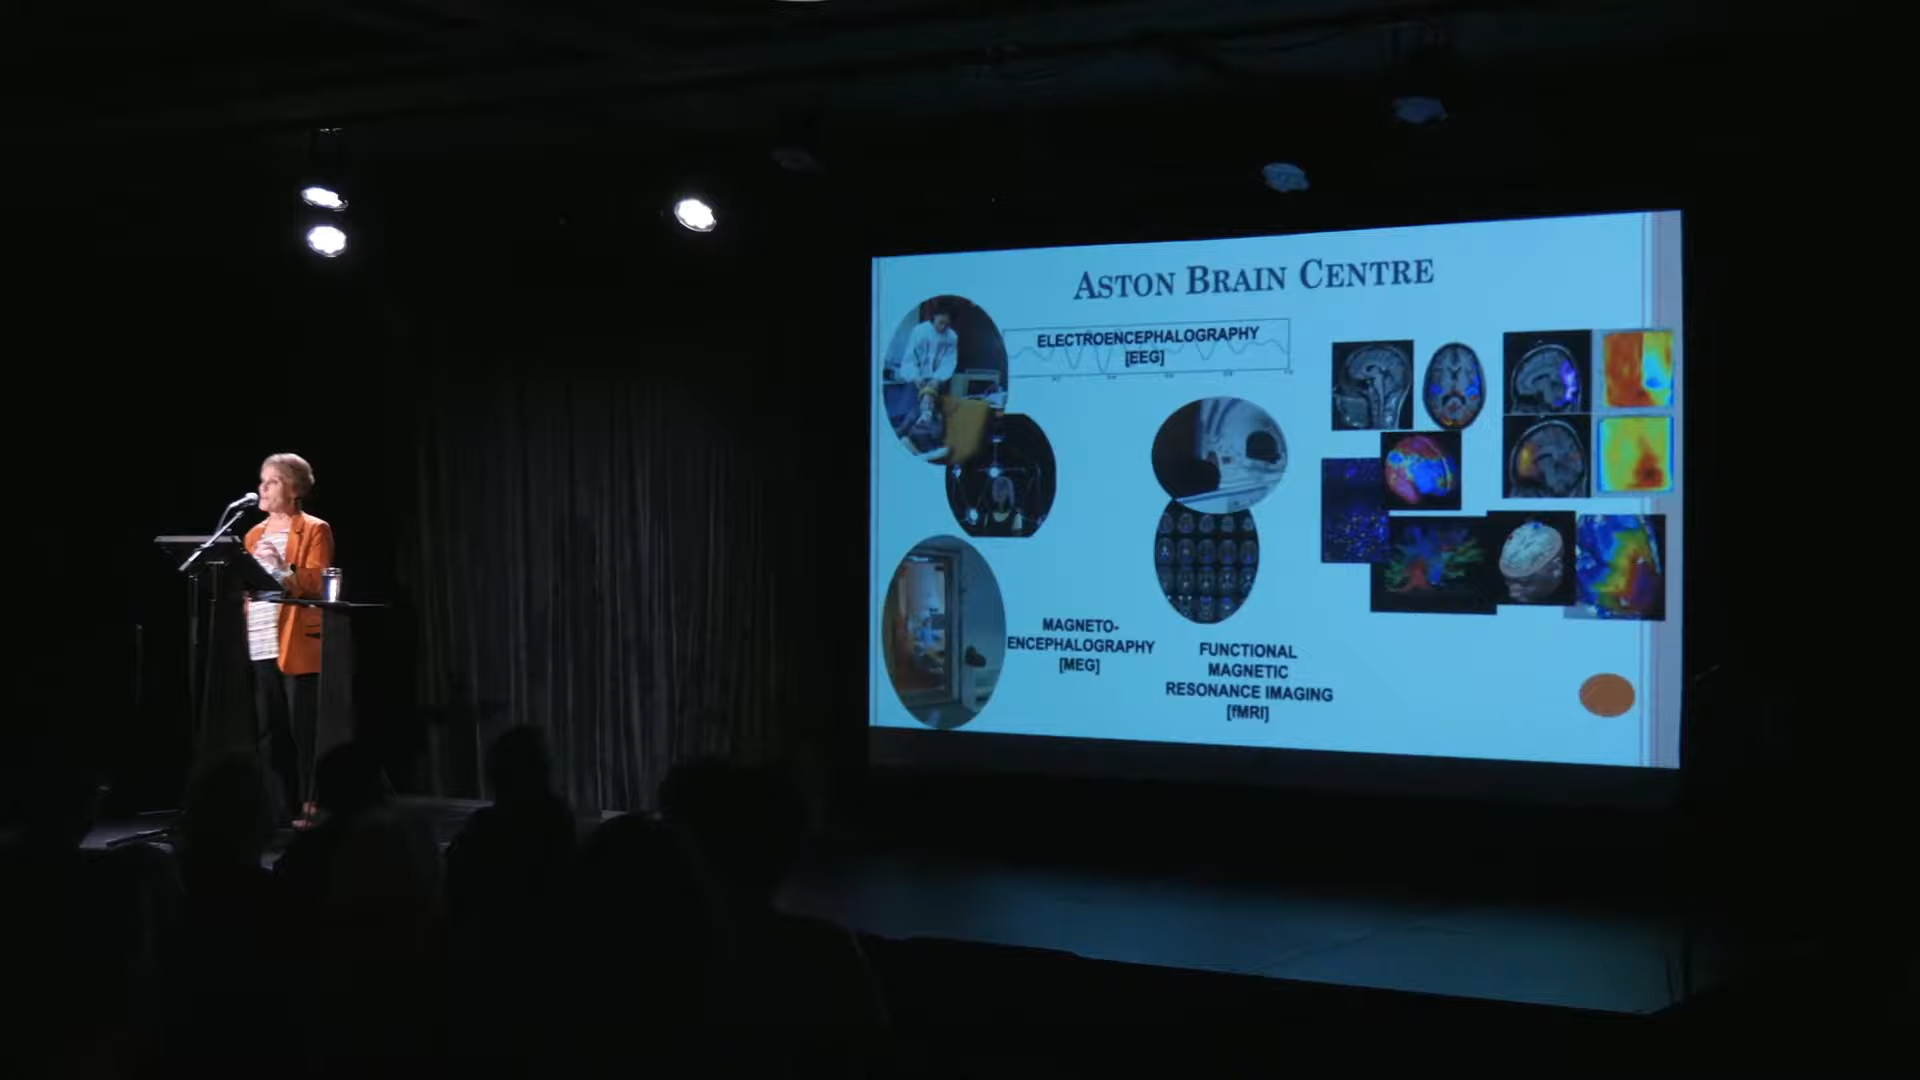 ASTON BRAIN CENTRE
ELECTROENCEPHALOGRAPHY
[EEG]
MAGNETO-
ENCEPHALOGRAPHY
[MEG]
FUNCTIONAL
MAGNETIC
RESONANCE IMAGING
[fMRI]